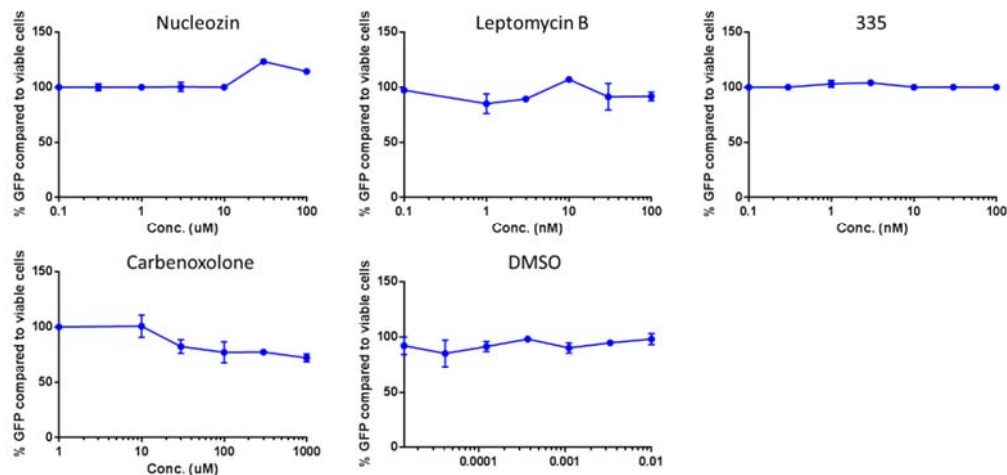 Nucleozin
% GFP compared to viable cells
150
100
50
0
0.1 1 10 100
Conc. (uM)
Leptomycin B
% GFP compared to viable cells
150
100
50
0
0.1 1 10 100
Conc. (nM)
335
% GFP compared to viable cells
150
100
50
0
0.1 1 10 100
Conc. (nM)
Carbenoxolone
% GFP compared to viable cells
150
100
50
0
1 10 100 1000
Conc. (uM)
DMSO
% GFP compared to viable cells
150
100
50
0
0.0001 0.001 0.01